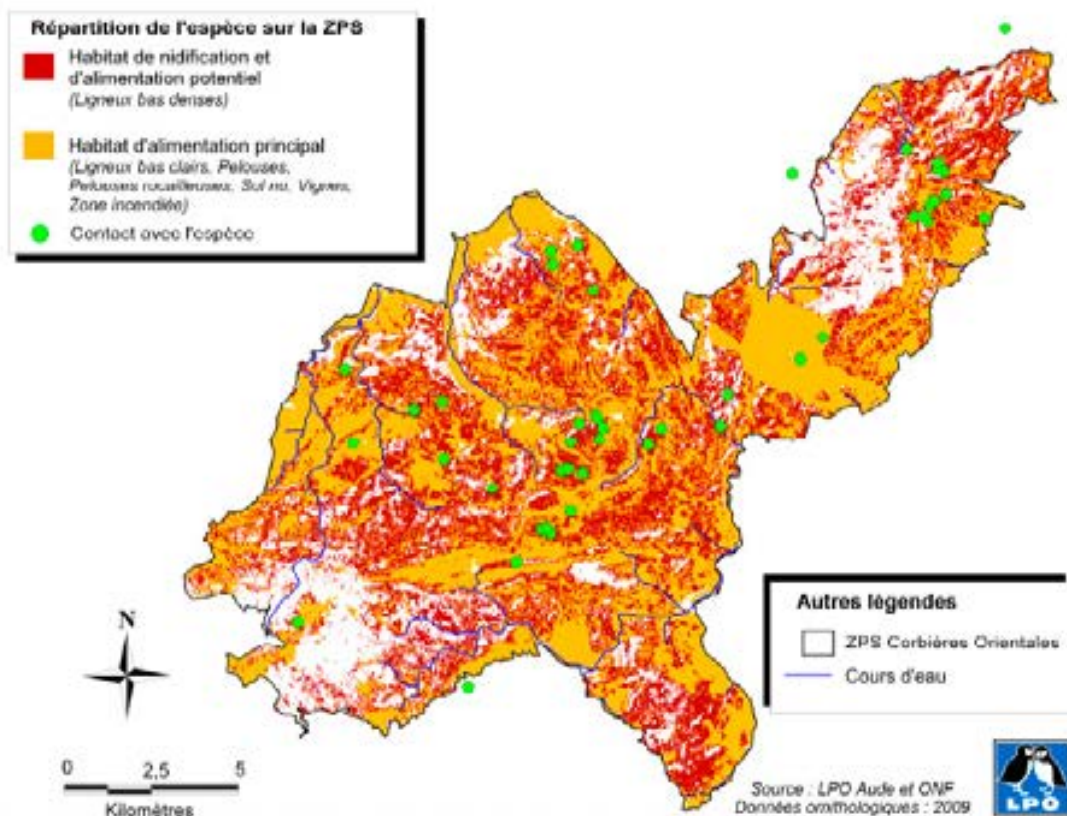 Répartition de l'espèce sur la ZPS
Habitat de nidification et
d'alimentation potentiel
(Ligneux bas denses)
Habitat d'alimentation principal
(Ligneux bas clairs, Pelouses,
Pelouses rocailleuses, Sol nu, Vignes,
Zone incendiée)
Contact avec l'espèce
N
0 2,5 5
Kilomètres
Autres légendes
ZPS Corbières Orientales
Cours d'eau
Source : LPO Aude et ONF
Données ornithologiques : 2009
LPO